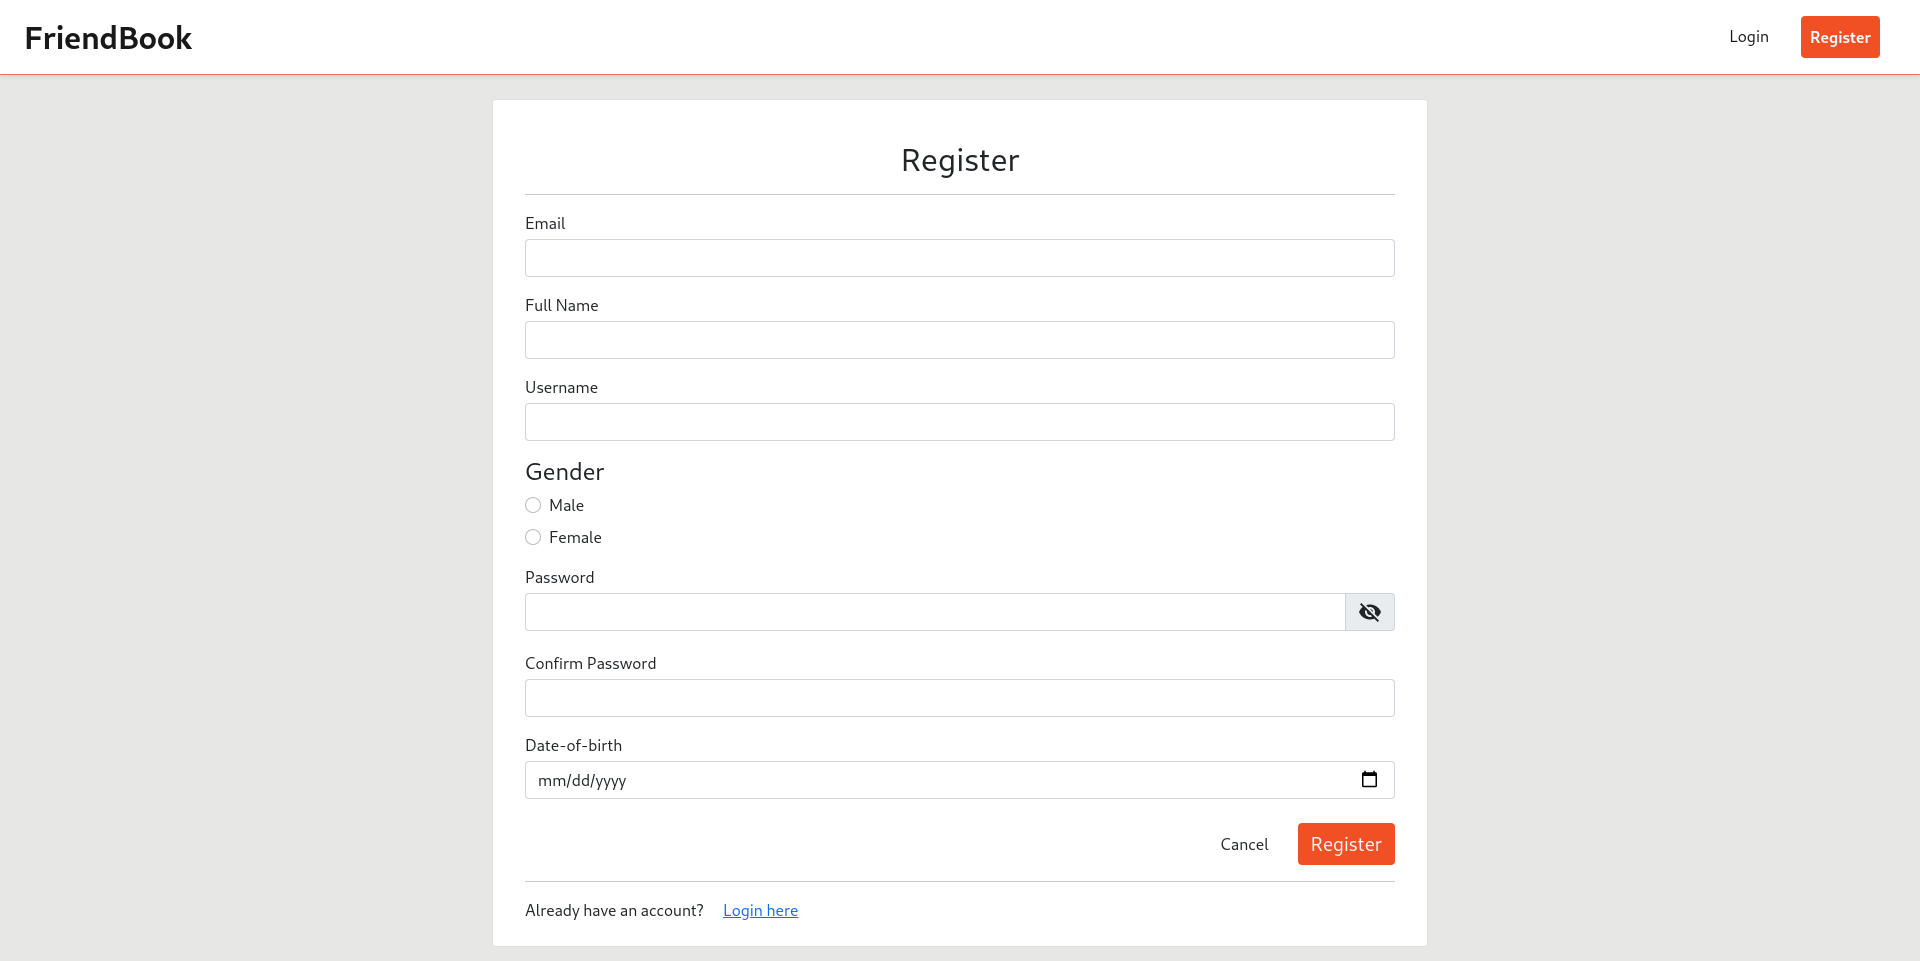 FriendBook
Login
Register
Register
Email
Full Name
Username
Gender
Male
Female
Password
Confirm Password
Date-of-birth
mm/dd/yyyy
Cancel
Register
Already have an account? Login here